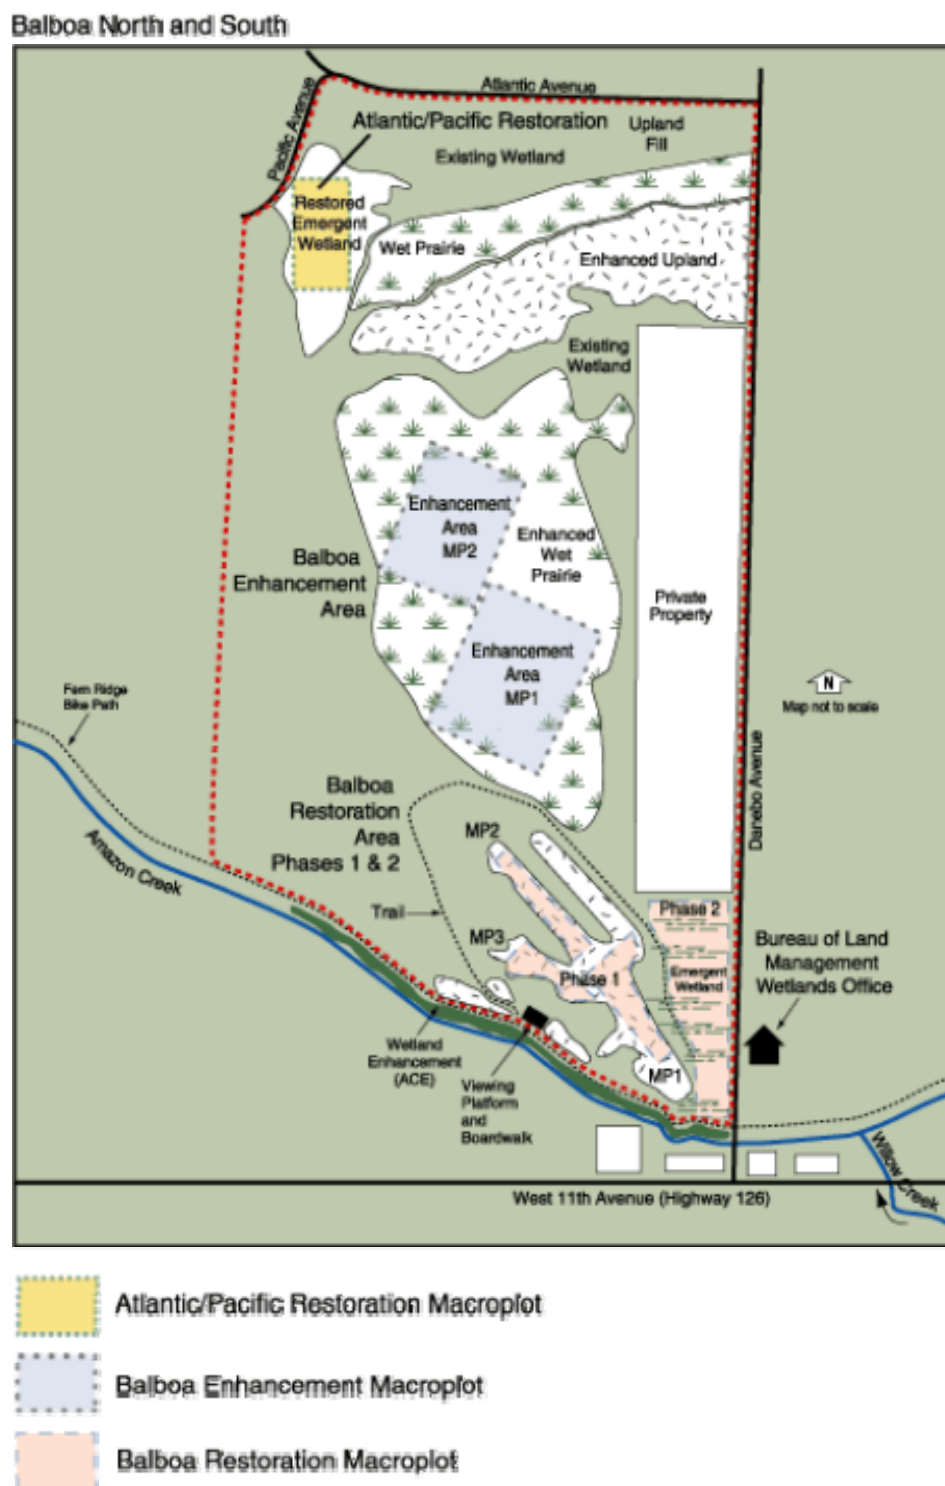 Balboa North and South
Atlantic Avenue
Pacific Avenue
Atlantic/Pacific Restoration
Upland
Fill
Existing Wetland
Restored
Emergent
Wetland
Wet Prairie
Enhanced Upland
Existing
Wetland
Enhancement
Area
MP2
Enhanced
Wet
Prairie
Balboa
Enhancement
Area
Private
Property
Enhancement
Area
MP1
N
Map not to scale
Fern Ridge
Bike Path
Danebo Avenue
Balboa
Restoration
Area
Phases 1 & 2
MP2
Amazon Creek
Trail
MP3
Phase 2
Phase 1
Emergent
Wetland
Bureau of Land
Management
Wetlands Office
Wetland
Enhancement
(ACE)
MP1
Viewing
Platform
and
Boardwalk
Willow Creek
West 11th Avenue (Highway 126)
Atlantic/Pacific Restoration Macroplot
Balboa Enhancement Macroplot
Balboa Restoration Macroplot